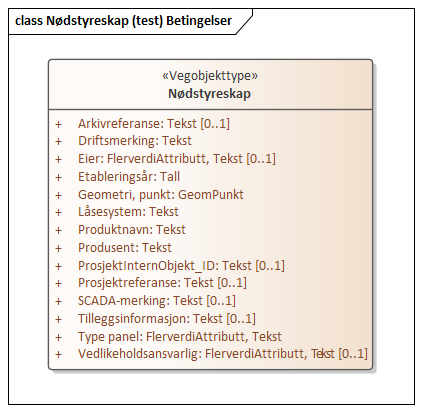 class Nødstyreskap (test) Betingelser
«Vegobjekttype»
Nødstyreskap
+ Arkivreferanse: Tekst [0..1]
+ Driftsmerking: Tekst
+ Eier: FlerverdiAttributt, Tekst [0..1]
+ Etableringsår: Tall
+ Geometri, punkt: GeomPunkt
+ Låsesystem: Tekst
+ Produktnavn: Tekst
+ Produsent: Tekst
+ ProsjektInternObjekt_ID: Tekst [0..1]
+ Prosjektreferanse: Tekst [0..1]
+ SCADA-merking: Tekst [0..1]
+ Tilleggsinformasjon: Tekst [0..1]
+ Type panel: FlerverdiAttributt, Tekst
+ Vedlikeholdsansvarlig: FlerverdiAttributt, Tekst [0..1]